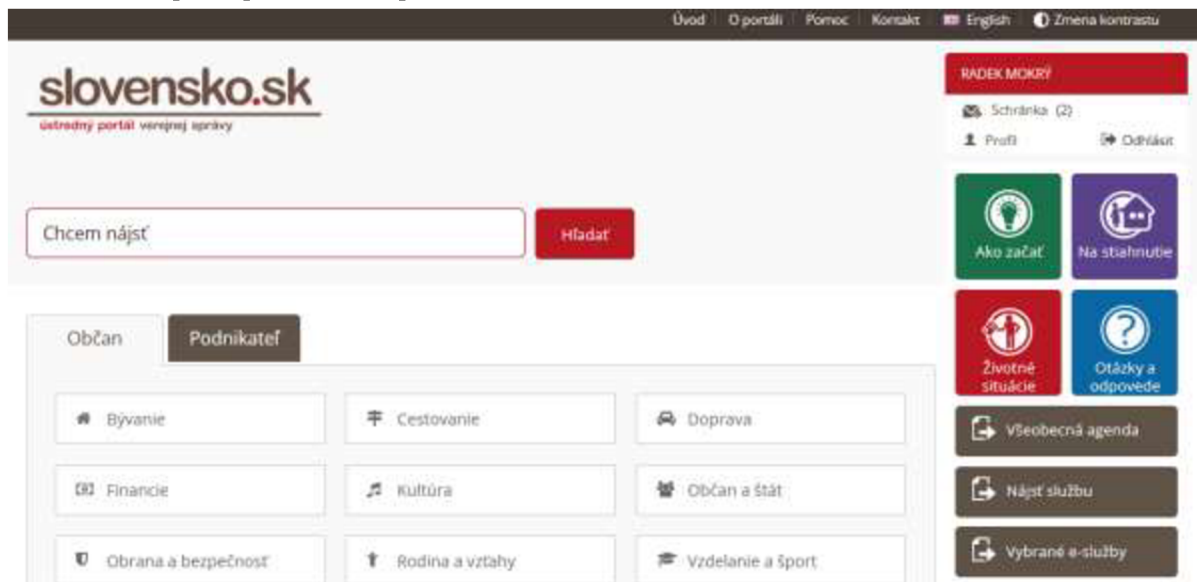 Úvod O portáli Pomoc Kontakt English Zmena kontrastu
slovensko.sk
ústredný portál verejnej správy
RADEK MOKRÝ
Schránka (2)
Profil Odhlásiť
Chcem nájsť
Hľadať
Ako začať
Na stiahnutie
Životné situácie
Otázky a odpovede
Občan
Podnikateľ
Bývanie
Cestovanie
Doprava
Všeobecná agenda
Financie
Kultúra
Občan a štát
Nájsť službu
Obrana a bezpečnosť
Rodina a vzťahy
Vzdelanie a šport
Vybrané e-služby